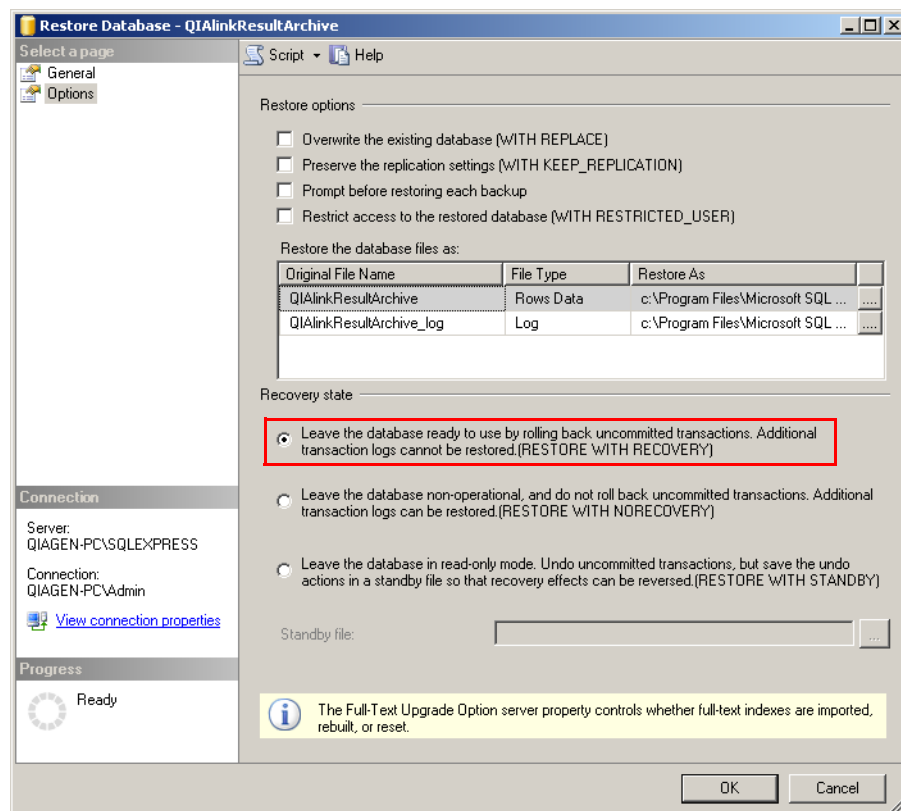 Restore Database - QIAlinkResultArchive
Select a page
General
Options
Script
Help
Restore options
Overwrite the existing database (WITH REPLACE)
Preserve the replication settings (WITH KEEP_REPLICATION)
Prompt before restoring each backup
Restrict access to the restored database (WITH RESTRICTED_USER)
Restore the database files as:
Original File Name File Type Restore As
QIAlinkResultArchive Rows Data c:\Program Files\Microsoft SQL ... ....
QIAlinkResultArchive_log Log c:\Program Files\Microsoft SQL ... ....
Recovery state
Leave the database ready to use by rolling back uncommitted transactions. Additional
transaction logs cannot be restored.(RESTORE WITH RECOVERY)
Leave the database non-operational, and do not roll back uncommitted transactions. Additional
transaction logs can be restored.(RESTORE WITH NORECOVERY)
Leave the database in read-only mode. Undo uncommitted transactions, but save the undo
actions in a standby file so that recovery effects can be reversed.(RESTORE WITH STANDBY)
Standby file: ...
The Full-Text Upgrade Option server property controls whether full-text indexes are imported,
rebuilt, or reset.
Connection
Server:
QIAGEN-PC\SQLEXPRESS
Connection:
QIAGEN-PC\Admin
View connection properties
Progress
Ready
OK Cancel